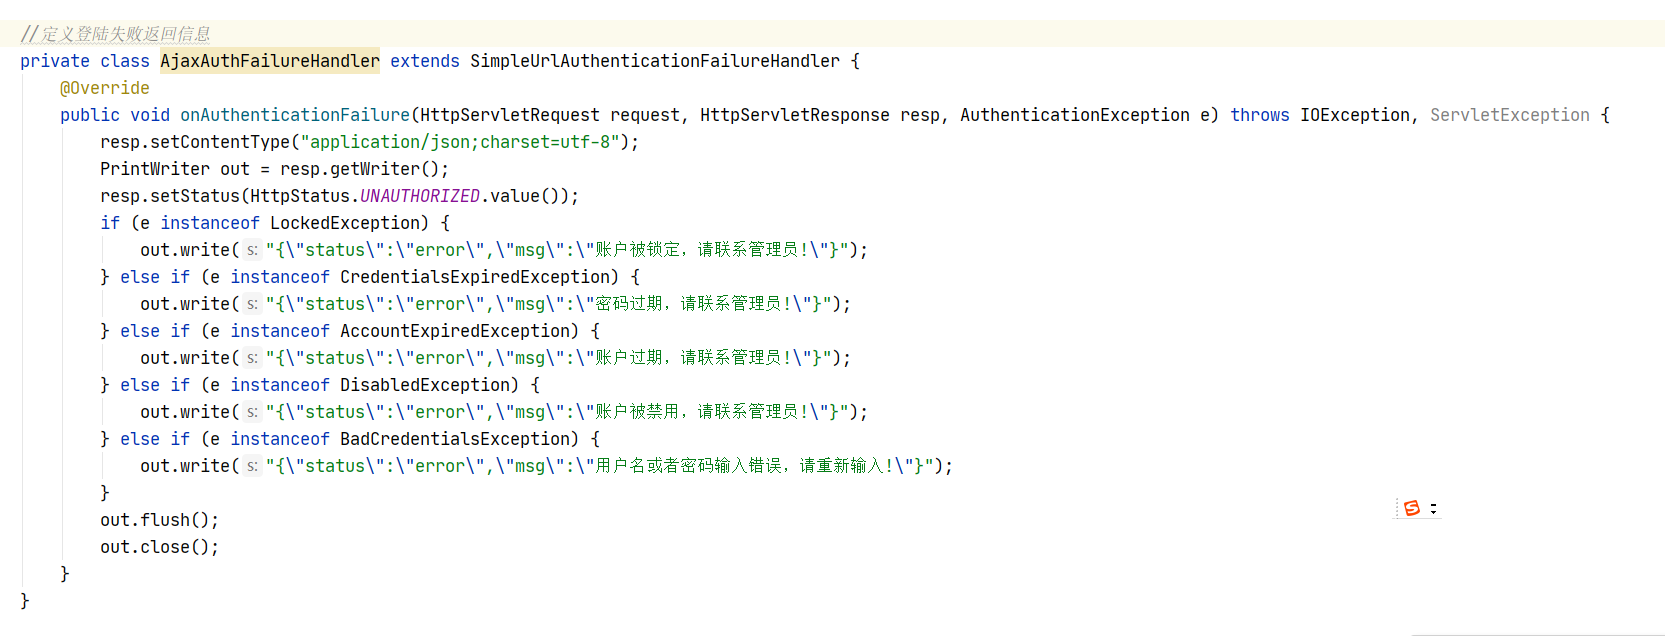 //定义登陆失败返回信息
private class AjaxAuthFailureHandler extends SimpleUrlAuthenticationFailureHandler {
@Override
public void onAuthenticationFailure(HttpServletRequest request, HttpServletResponse resp, AuthenticationException e) throws IOException, ServletException {
resp.setContentType("application/json;charset=utf-8");
PrintWriter out = resp.getWriter();
resp.setStatus(HttpStatus.UNAUTHORIZED.value());
if (e instanceof LockedException) {
out.write( s: "{\"status\":\"error\",\"msg\":\"账户被锁定，请联系管理员!\"}");
} else if (e instanceof CredentialsExpiredException) {
out.write( s: "{\"status\":\"error\",\"msg\":\"密码过期，请联系管理员!\"}");
} else if (e instanceof AccountExpiredException) {
out.write( s: "{\"status\":\"error\",\"msg\":\"账户过期，请联系管理员!\"}");
} else if (e instanceof DisabledException) {
out.write( s: "{\"status\":\"error\",\"msg\":\"账户被禁用，请联系管理员!\"}");
} else if (e instanceof BadCredentialsException) {
out.write( s: "{\"status\":\"error\",\"msg\":\"用户名或者密码输入错误，请重新输入!\"}");
}
out.flush();
out.close();
}
}